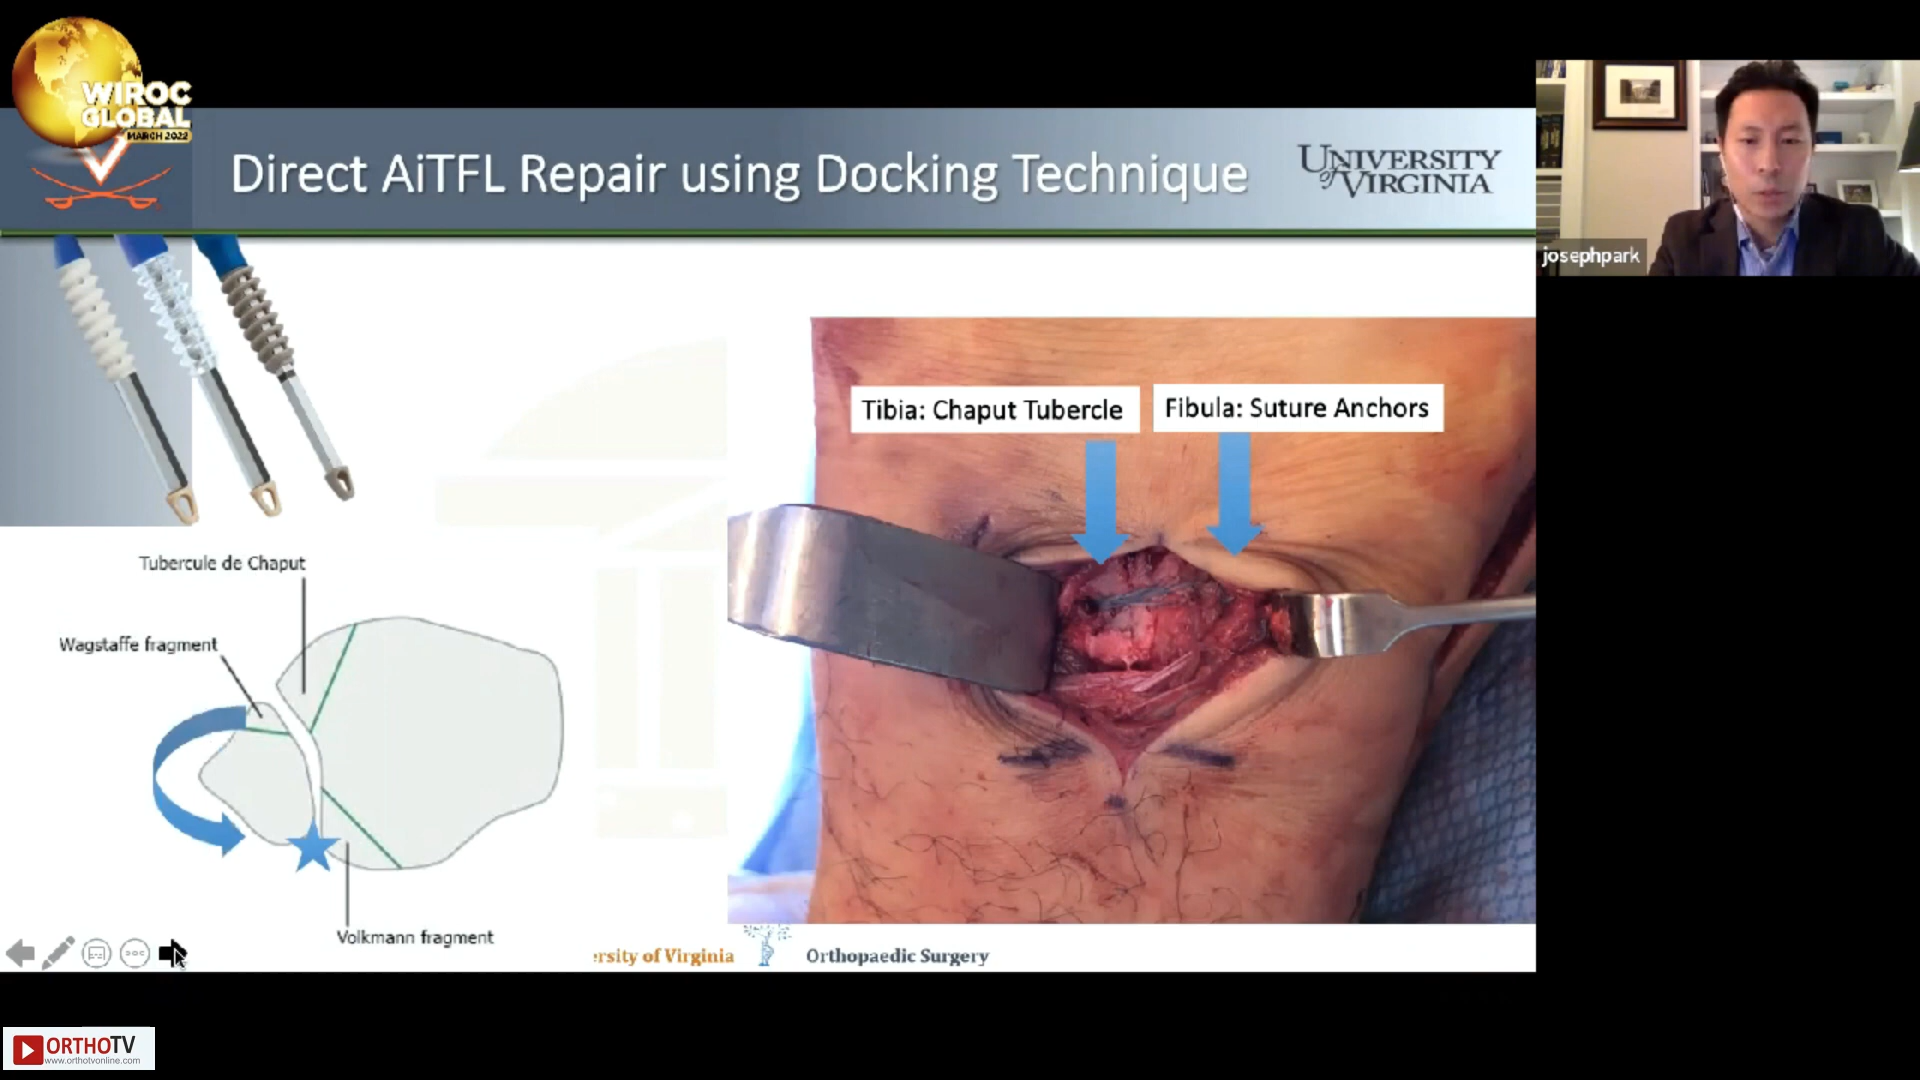 WIROC
GLOBAL
MARCH 2022
Direct AiTFL Repair using Docking Technique
UNIVERSITY
of VIRGINIA
josephpark
Tibia: Chaput Tubercle
Fibula: Suture Anchors
Tubercule de Chaput
Wagstaffe fragment
Volkmann fragment
ersity of Virginia
Orthopaedic Surgery
ORTHOTV
www.orthotvonline.com